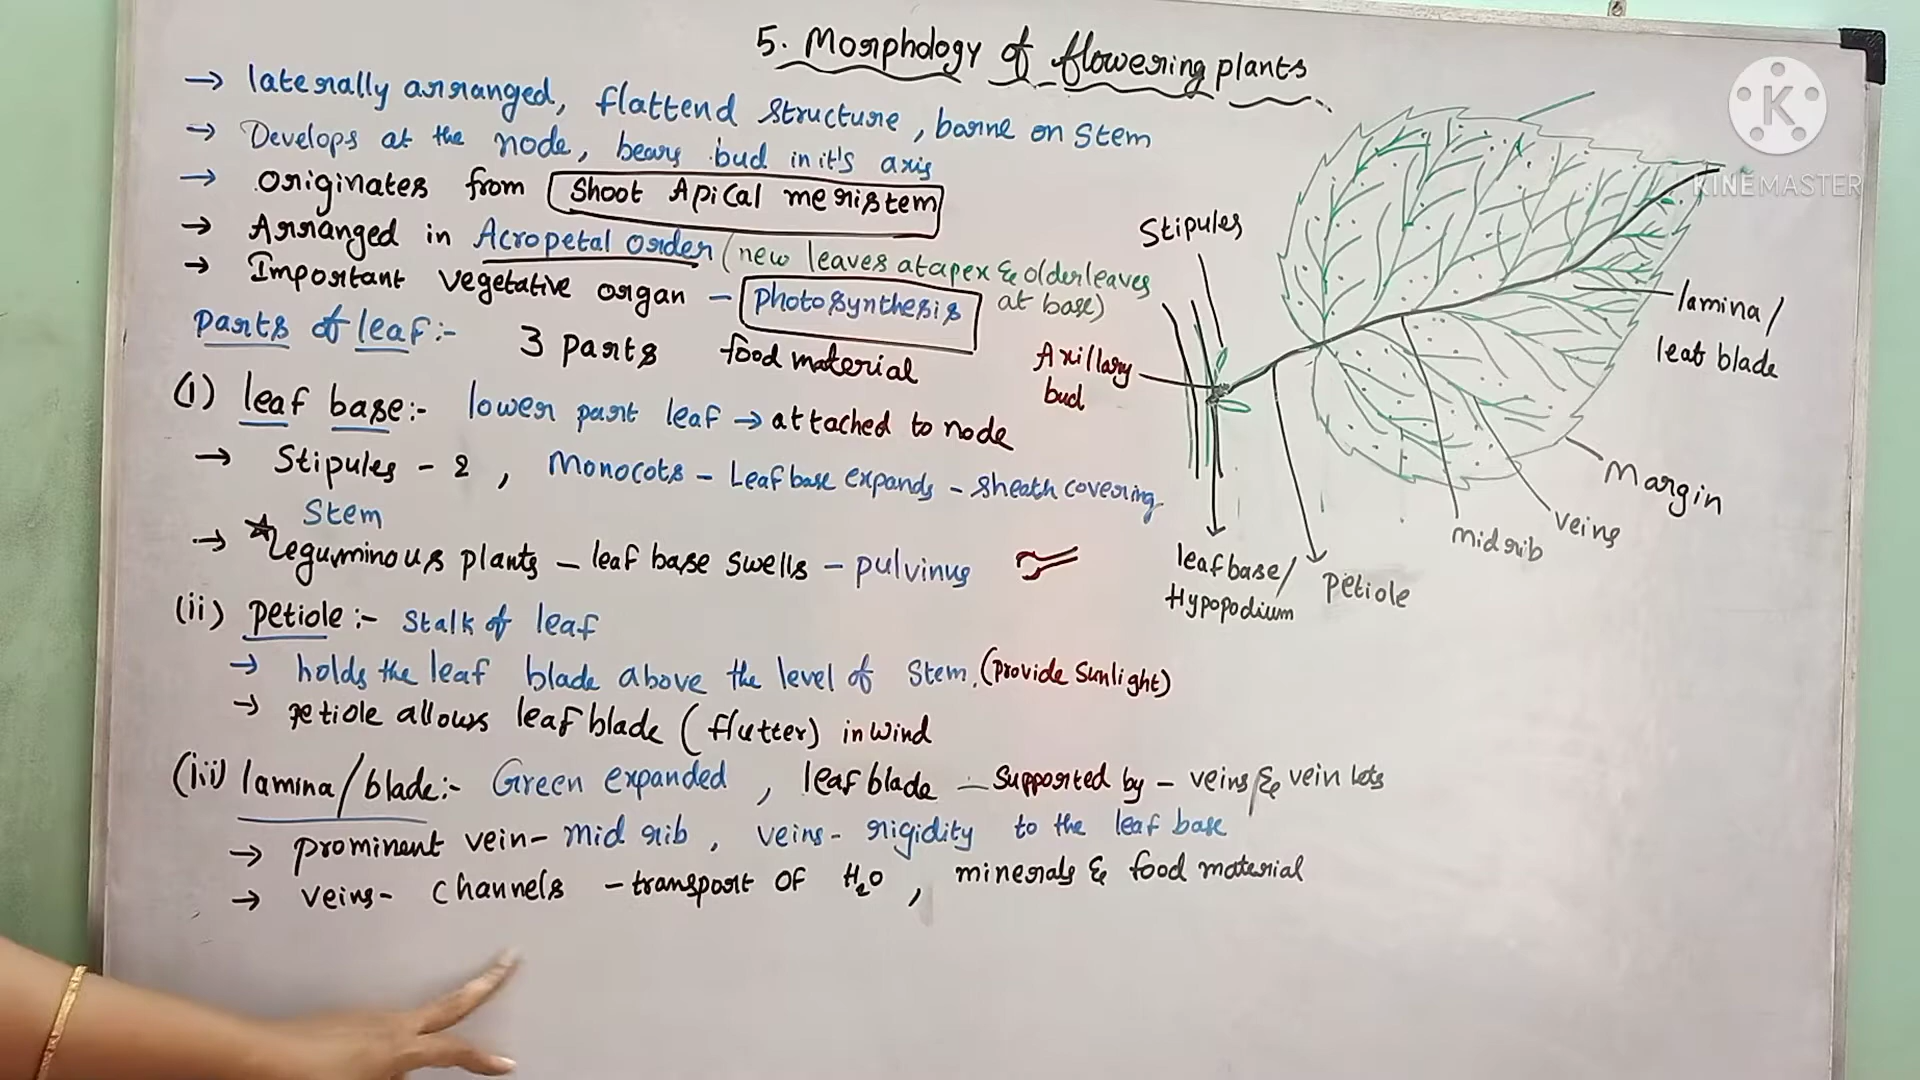 5. Morphology of flowering plants
→ laterally arranged, flattend structure, borne on stem
→ Develops at the node, bears bud in it's axis
→ originates from Shoot Apical meristem
→ Arranged in Acropetal order (new leaves at apex & older leaves at base)
→ Important vegetative organ - photosynthesis
food material
parts of leaf:- 3 parts
(i) leaf base:- lower part leaf → attached to node
→ Stipules - 2, Monocots - Leaf base expands - sheath covering
Stem
→ *leguminous plants - leaf base swells - pulvinus
(ii) petiole:- Stalk of leaf
→ holds the leaf blade above the level of stem. (provide sunlight)
→ petiole allows leaf blade (flutter) in wind
(iii) lamina/blade:- Green expanded, leaf blade - supported by - veins & vein lets
→ prominent vein - mid rib, veins - rigidity to the leaf base
→ veins - channels - transport of H₂O, minerals & food material
Stipules
Axillary
bud
lamina/
leaf blade
Margin
veins
midrib
petiole
leaf base/
Hypopodium
K
KINEMASTER